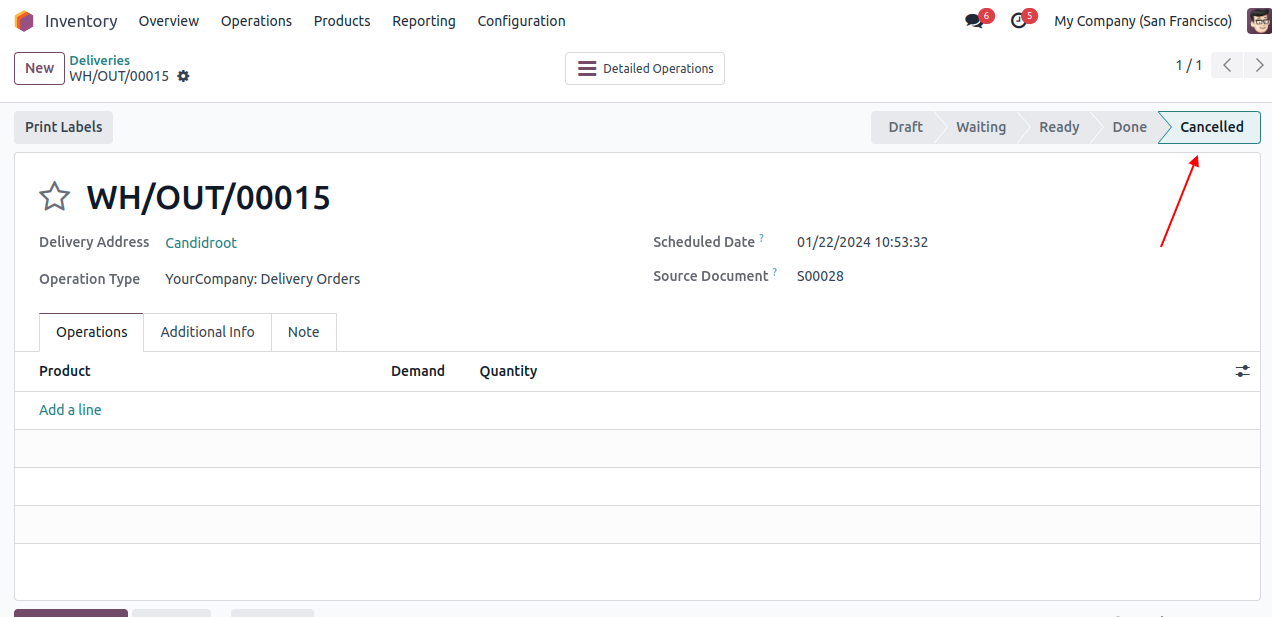 Inventory Overview Operations Products Reporting Configuration 6 5 My Company (San Francisco)
New Deliveries
WH/OUT/00015 Detailed Operations 1 / 1
Print Labels Draft Waiting Ready Done Cancelled
WH/OUT/00015
Delivery Address Candidroot Scheduled Date ? 01/22/2024 10:53:32
Operation Type YourCompany: Delivery Orders Source Document ? S00028
Operations Additional Info Note
Product Demand Quantity
Add a line